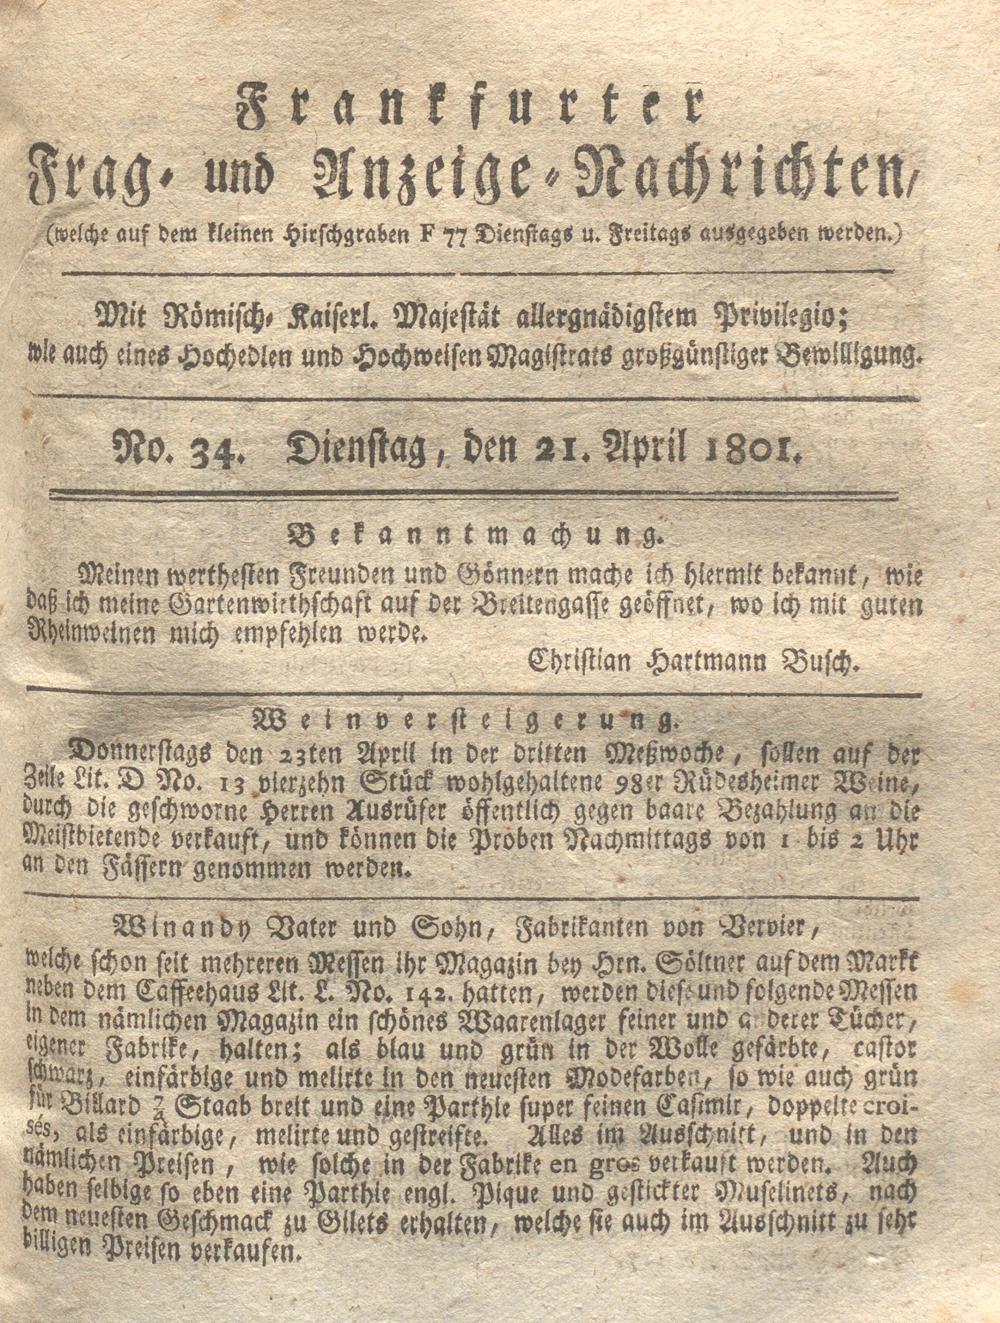 Frankfurter
Frag- und Anzeige-Nachrichten,
(welche auf dem kleinen Hirschgraben F 77 Dienstags u. Freitags ausgegeben werden.)
Mit Römisch-Kaiserl. Majestät allergnädigstem Privilegio;
wie auch eines Hochedlen und Hochweisen Magistrats großgünstiger Bewilligung.
No. 34. Dienstag, den 21. April 1801.
Bekanntmachung.
Meinen werthesten Freunden und Gönnern mache ich hiermit bekannt, wie
daß ich meine Gartenwirthschaft auf der Breitengasse geöffnet, wo ich mit guten
Rheinweinen mich empfehlen werde.
Christian Hartmann Busch.
Weinversteigerung.
Donnerstags den 23ten April in der dritten Meßwoche, sollen auf der
Zeile Lit. D No. 13 vierzehn Stück wohlgehaltene 98er Rüdesheimer Weine,
durch die geschworne Herren Ausrüfer öffentlich gegen baare Bezahlung an die
Meistbietende verkauft, und können die Proben Nachmittags von 1 bis 2 Uhr
an den Fässern genommen werden.
Winandy Vater und Sohn, Fabrikanten von Vervier,
welche schon seit mehreren Messen ihr Magazin bey Hrn. Söltner auf dem Markt
neben dem Caffeehaus Lit. L. No. 142. hatten, werden diese und folgende Messen
in dem nämlichen Magazin ein schönes Waarenlager feiner und anderer Tücher,
eigener Fabrike, halten; als blau und grün in der Wolle gefärbte, castor
schwarz, einfärbige und melirte in den neuesten Modefarben, so wie auch grün
für Billard 7/4 Staab breit und eine Parthie super feinen Casimir, doppelte croi-
sés, als einfärbige, melirte und gestreifte. Alles im Ausschnitt, und in den
nämlichen Preisen, wie solche in der Fabrike en gros verkauft werden. Auch
haben selbige so eben eine Parthie engl. Pique und gestickter Muselinets, nach
dem neuesten Geschmack zu Gilets erhalten, welche sie auch im Ausschnitt zu sehr
billigen Preisen verkaufen.